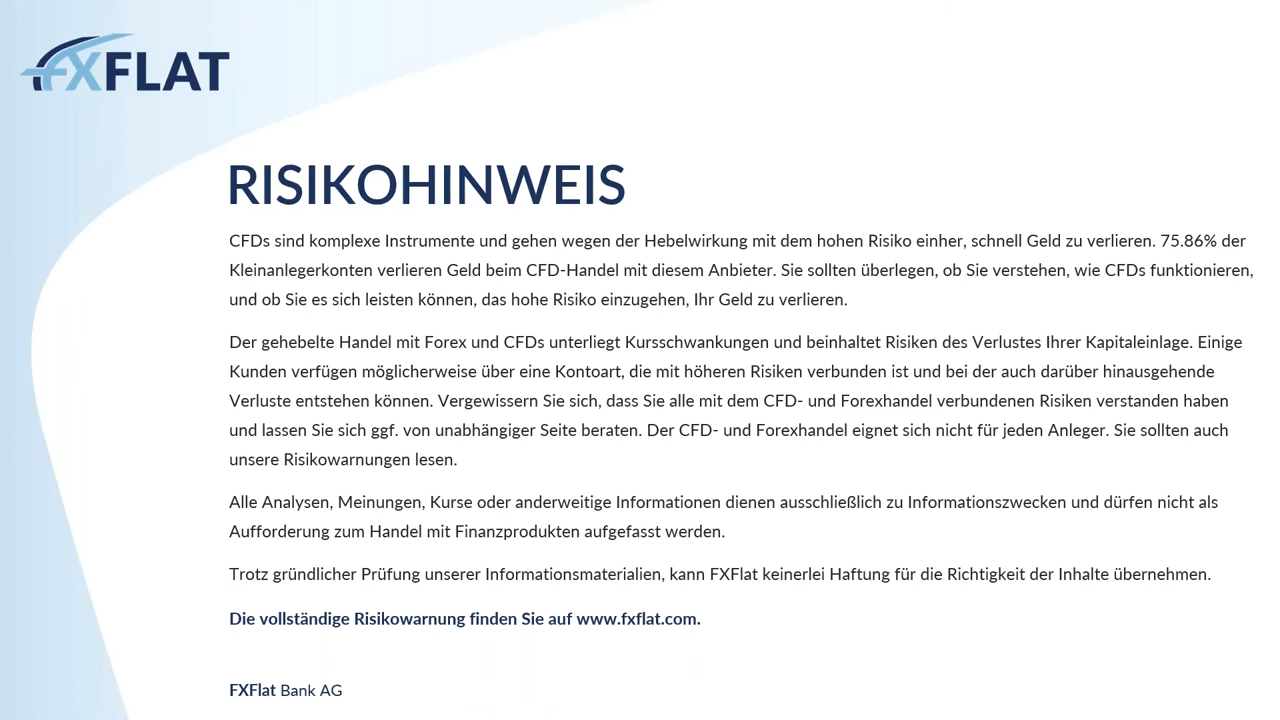 FXFLAT
RISIKOHINWEIS
CFDs sind komplexe Instrumente und gehen wegen der Hebelwirkung mit dem hohen Risiko einher, schnell Geld zu verlieren. 75.86% der
Kleinanlegerkonten verlieren Geld beim CFD-Handel mit diesem Anbieter. Sie sollten überlegen, ob Sie verstehen, wie CFDs funktionieren,
und ob Sie es sich leisten können, das hohe Risiko einzugehen, Ihr Geld zu verlieren.
Der gehebelte Handel mit Forex und CFDs unterliegt Kursschwankungen und beinhaltet Risiken des Verlustes Ihrer Kapitaleinlage. Einige
Kunden verfügen möglicherweise über eine Kontoart, die mit höheren Risiken verbunden ist und bei der auch darüber hinausgehende
Verluste entstehen können. Vergewissern Sie sich, dass Sie alle mit dem CFD- und Forexhandel verbundenen Risiken verstanden haben
und lassen Sie sich ggf. von unabhängiger Seite beraten. Der CFD- und Forexhandel eignet sich nicht für jeden Anleger. Sie sollten auch
unsere Risikowarnungen lesen.
Alle Analysen, Meinungen, Kurse oder anderweitige Informationen dienen ausschließlich zu Informationszwecken und dürfen nicht als
Aufforderung zum Handel mit Finanzprodukten aufgefasst werden.
Trotz gründlicher Prüfung unserer Informationsmaterialien, kann FXFlat keinerlei Haftung für die Richtigkeit der Inhalte übernehmen.
Die vollständige Risikowarnung finden Sie auf www.fxflat.com.
FXFlat Bank AG